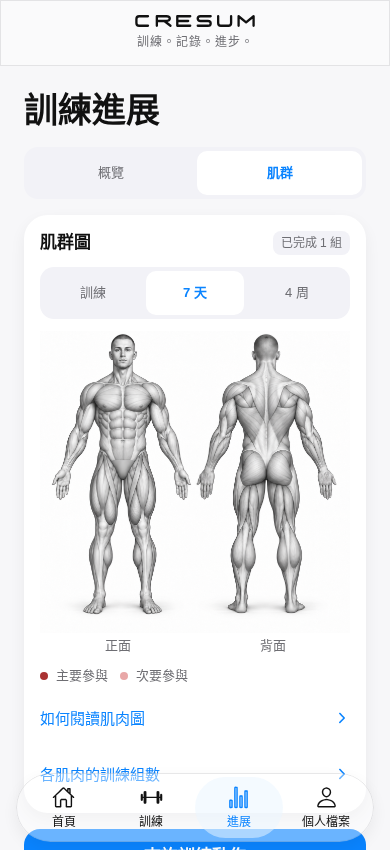 CRESUM
訓練。記錄。進步。
訓練進展
概覽
肌群
肌群圖
已完成 1 組
訓練
7 天
4 周
正面
背面
主要參與
次要參與
如何閱讀肌肉圖
各肌肉的訓練組數
首頁
訓練
進展
個人檔案